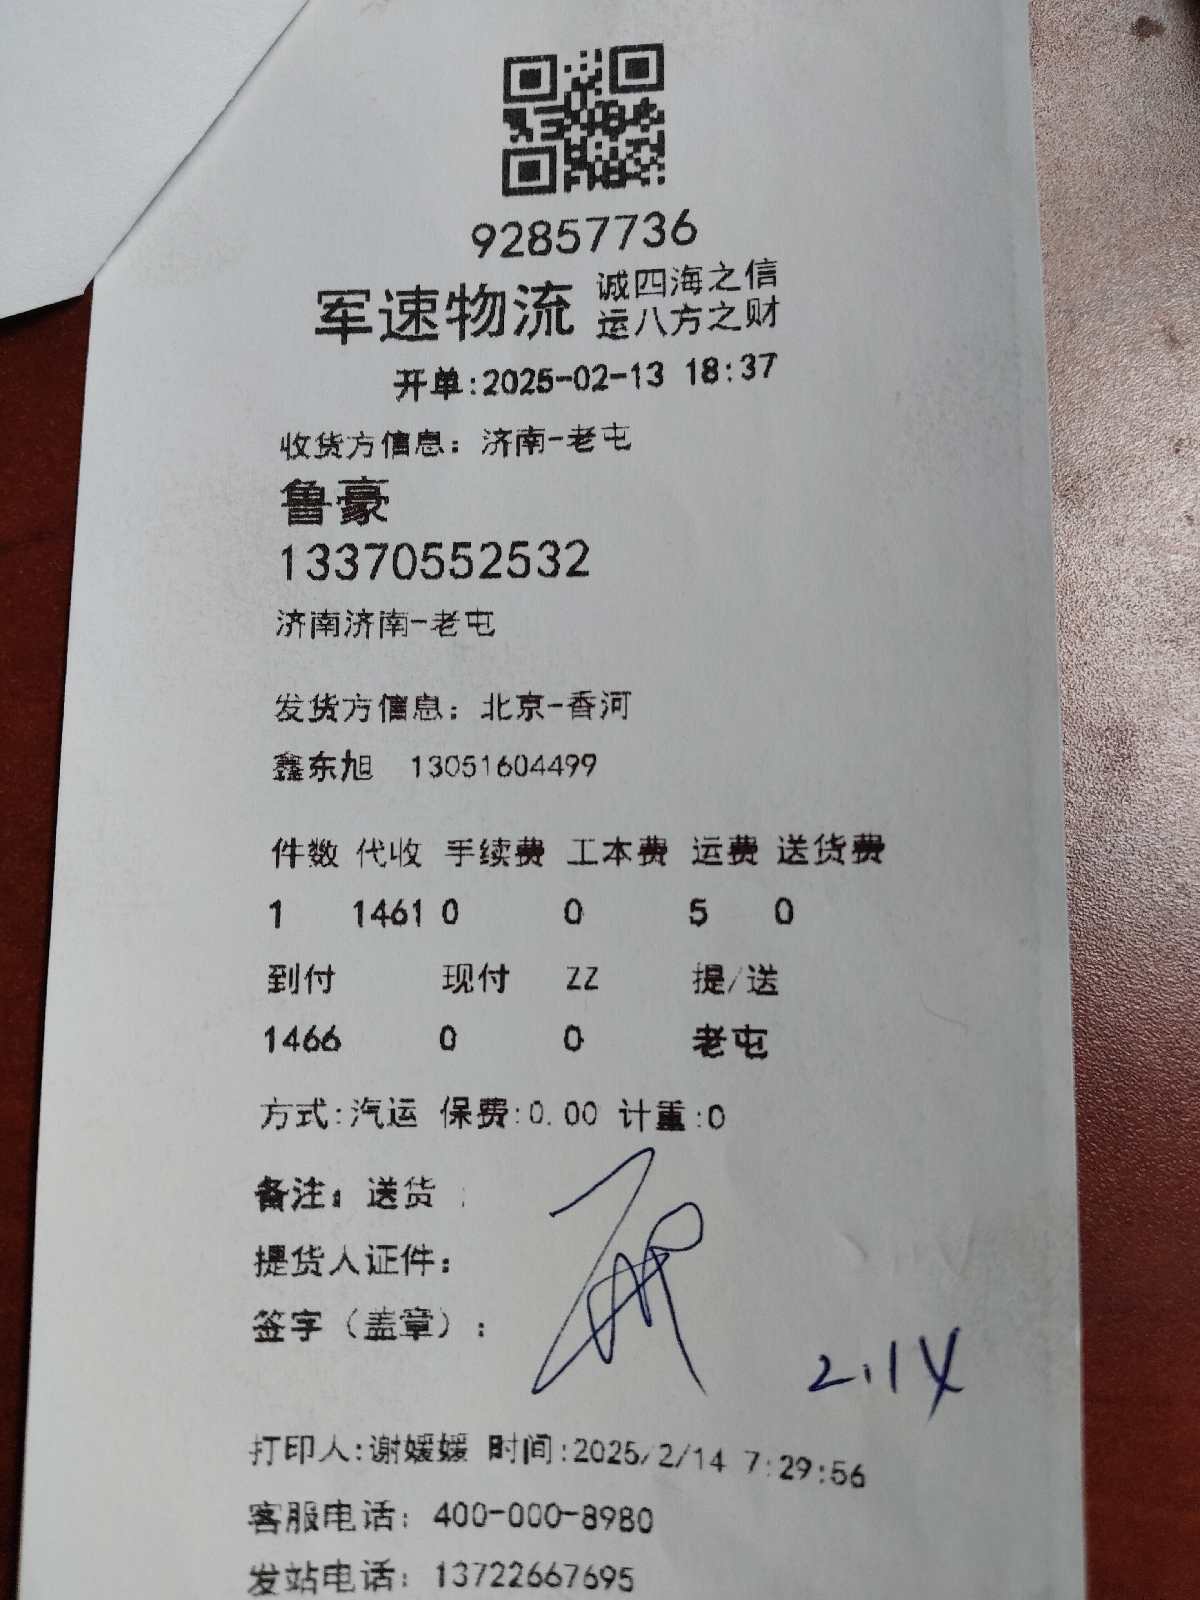 92857736
军速物流 诚四海之信
运八方之财
开单:2025-02-13 18:37
收货方信息：济南-老屯
鲁豪
13370552532
济南济南-老屯
发货方信息：北京-香河
鑫东旭 13051604499
件数 代收 手续费 工本费 运费 送货费
1 1461 0 0 5 0
到付 现付 ZZ 提/送
1466 0 0 老屯
方式:汽运 保费:0.00 计重:0
备注：送货 ;
提货人证件：
签字（盖章）：
2.14
打印人:谢媛媛 时间:2025/2/14 7:29:56
客服电话：400-000-8980
发站电话：13722667695